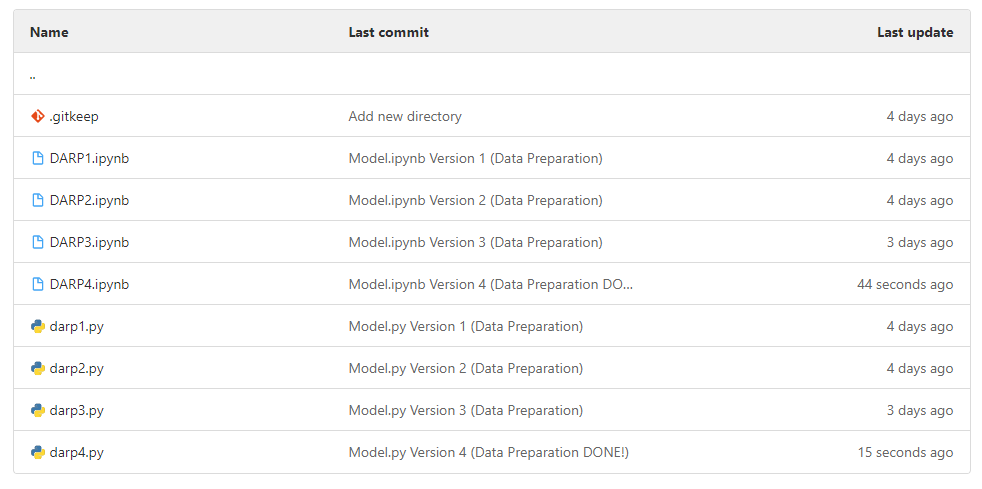 Name Last commit Last update
..
.gitkeep Add new directory 4 days ago
DARP1.ipynb Model.ipynb Version 1 (Data Preparation) 4 days ago
DARP2.ipynb Model.ipynb Version 2 (Data Preparation) 4 days ago
DARP3.ipynb Model.ipynb Version 3 (Data Preparation) 3 days ago
DARP4.ipynb Model.ipynb Version 4 (Data Preparation DO... 44 seconds ago
darp1.py Model.py Version 1 (Data Preparation) 4 days ago
darp2.py Model.py Version 2 (Data Preparation) 4 days ago
darp3.py Model.py Version 3 (Data Preparation) 3 days ago
darp4.py Model.py Version 4 (Data Preparation DONE!) 15 seconds ago